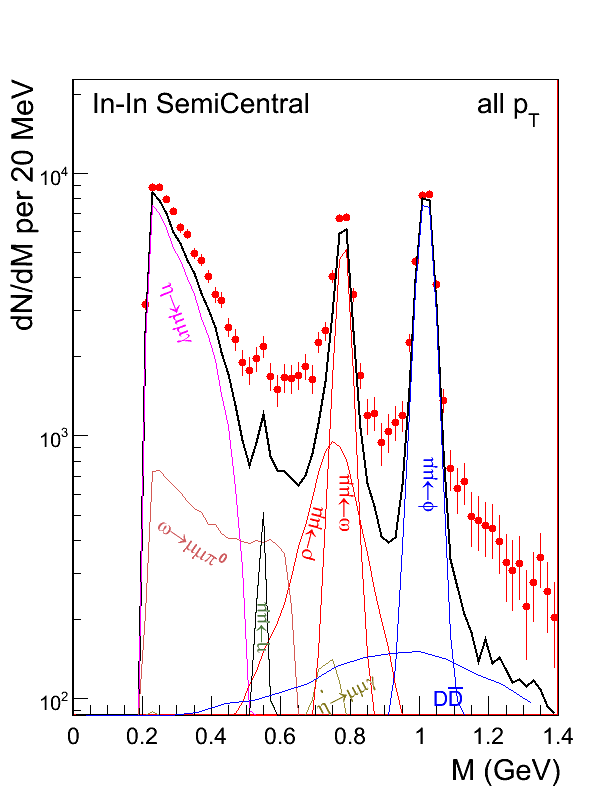 In-In SemiCentral
all p_T
dN/dM per 20 MeV
10^4
10^3
10^2
η→μμγ
ω→μμπ⁰
η→μμ
ρ→μμ
ω→μμ
η'→μμγ
φ→μμ
DD̅
0
0.2
0.4
0.6
0.8
1
1.2
1.4
M (GeV)